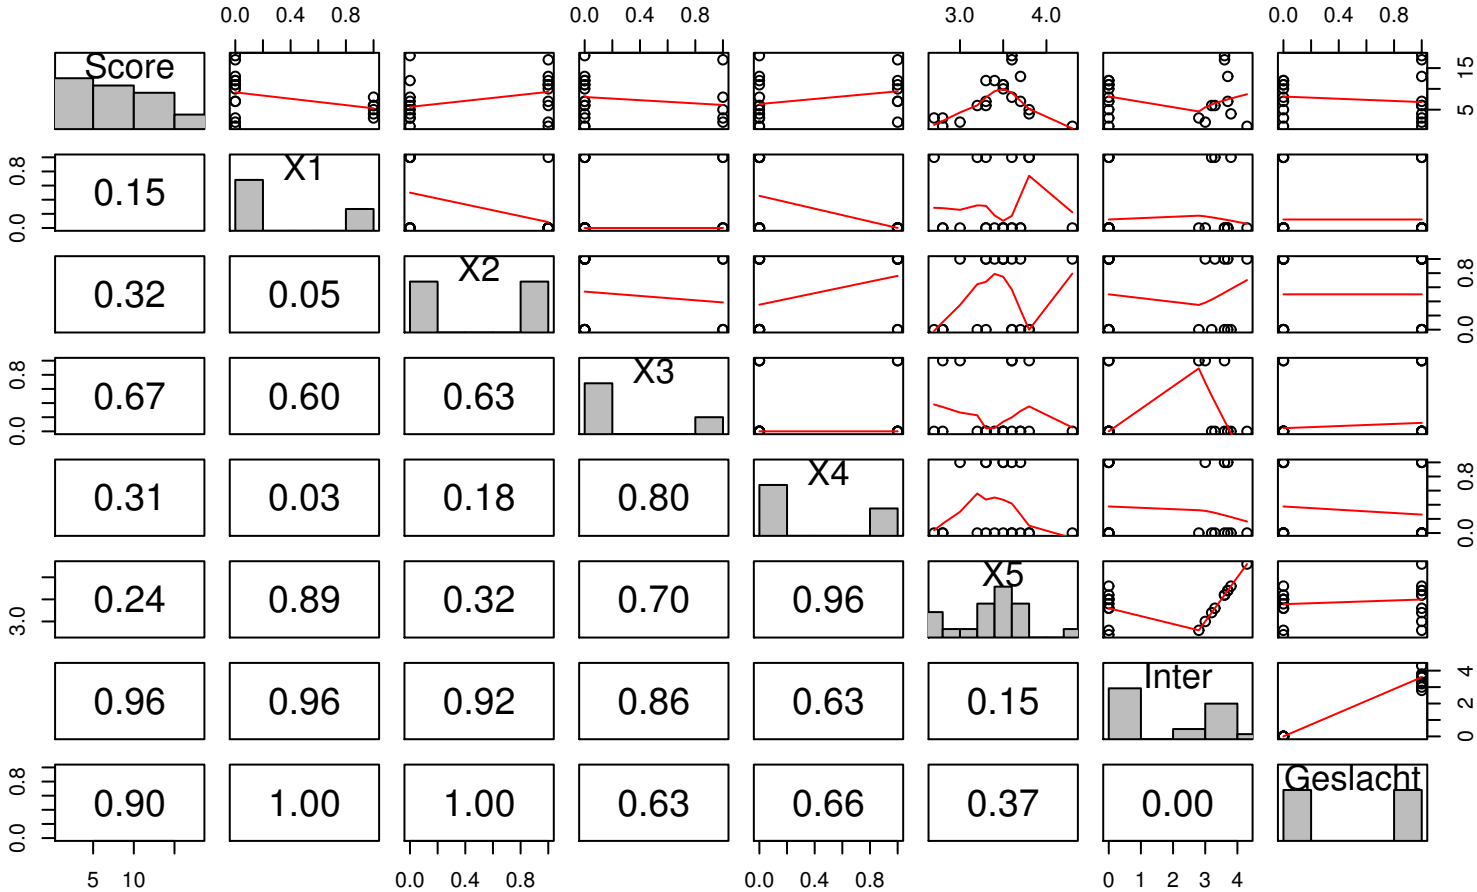 0.0 0.4 0.8 0.0 0.4 0.8 3.0 4.0 0.0 0.4 0.8
Score 5 15
0.0 0.8 0.15 X1
0.32 0.05 X2 0.0 0.8
0.0 0.8 0.67 0.60 0.63 X3
0.31 0.03 0.18 0.80 X4 0.0 0.8
3.0 0.24 0.89 0.32 0.70 0.96 X5
0.96 0.96 0.92 0.86 0.63 0.15 Inter 0 2 4
0.0 0.8 0.90 1.00 1.00 0.63 0.66 0.37 0.00 Geslacht
5 10 0.0 0.4 0.8 0.0 0.4 0.8 0 1 2 3 4